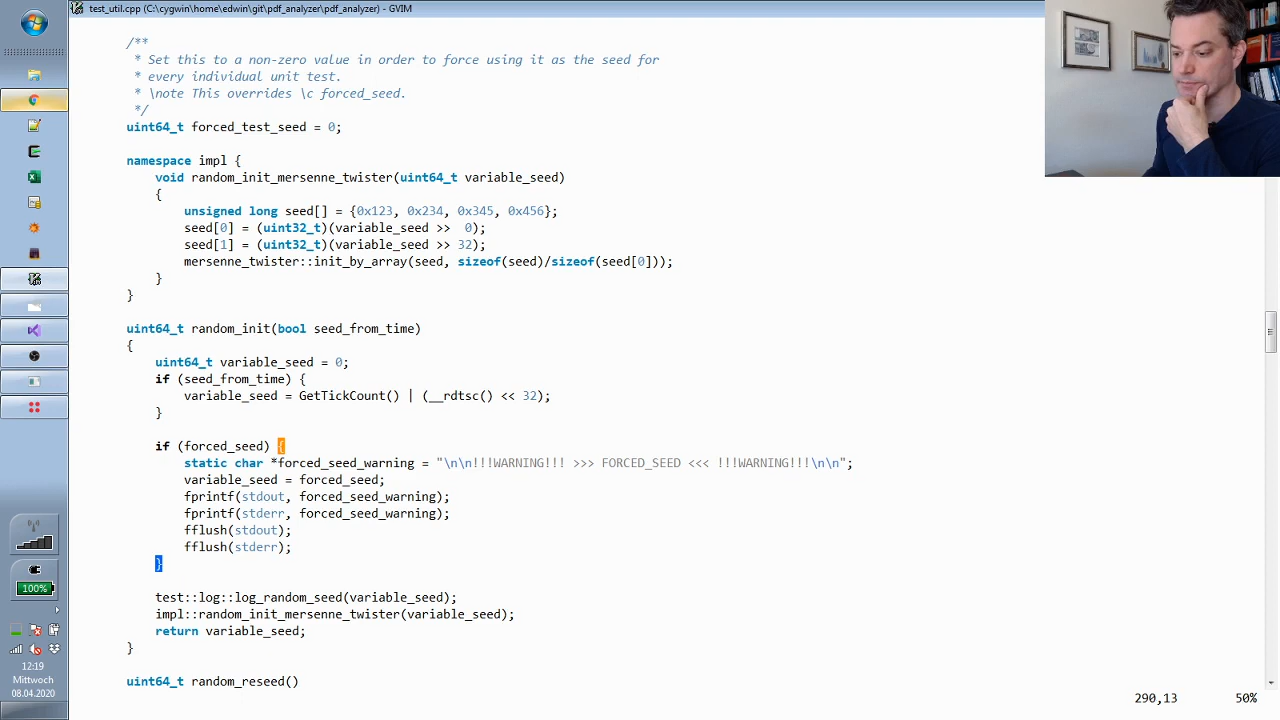 test_util.cpp (C:\cygwin\home\edwin\git\pdf_analyzer\pdf_analyzer) - GVIM
/**
 * Set this to a non-zero value in order to force using it as the seed for
 * every individual unit test.
 * \note This overrides \c forced_seed.
 */
uint64_t forced_test_seed = 0;
namespace impl {
    void random_init_mersenne_twister(uint64_t variable_seed)
    {
        unsigned long seed[] = {0x123, 0x234, 0x345, 0x456};
        seed[0] = (uint32_t)(variable_seed >>  0);
        seed[1] = (uint32_t)(variable_seed >> 32);
        mersenne_twister::init_by_array(seed, sizeof(seed)/sizeof(seed[0]));
    }
}
uint64_t random_init(bool seed_from_time)
{
    uint64_t variable_seed = 0;
    if (seed_from_time) {
        variable_seed = GetTickCount() | (__rdtsc() << 32);
    }
    if (forced_seed) {
        static char *forced_seed_warning = "\n\n!!!WARNING!!! >>> FORCED_SEED <<< !!!WARNING!!!\n\n";
        variable_seed = forced_seed;
        fprintf(stdout, forced_seed_warning);
        fprintf(stderr, forced_seed_warning);
        fflush(stdout);
        fflush(stderr);
    }
    test::log::log_random_seed(variable_seed);
    impl::random_init_mersenne_twister(variable_seed);
    return variable_seed;
}
uint64_t random_reseed()
290,13 50%
100%
12:19
Mittwoch
08.04.2020